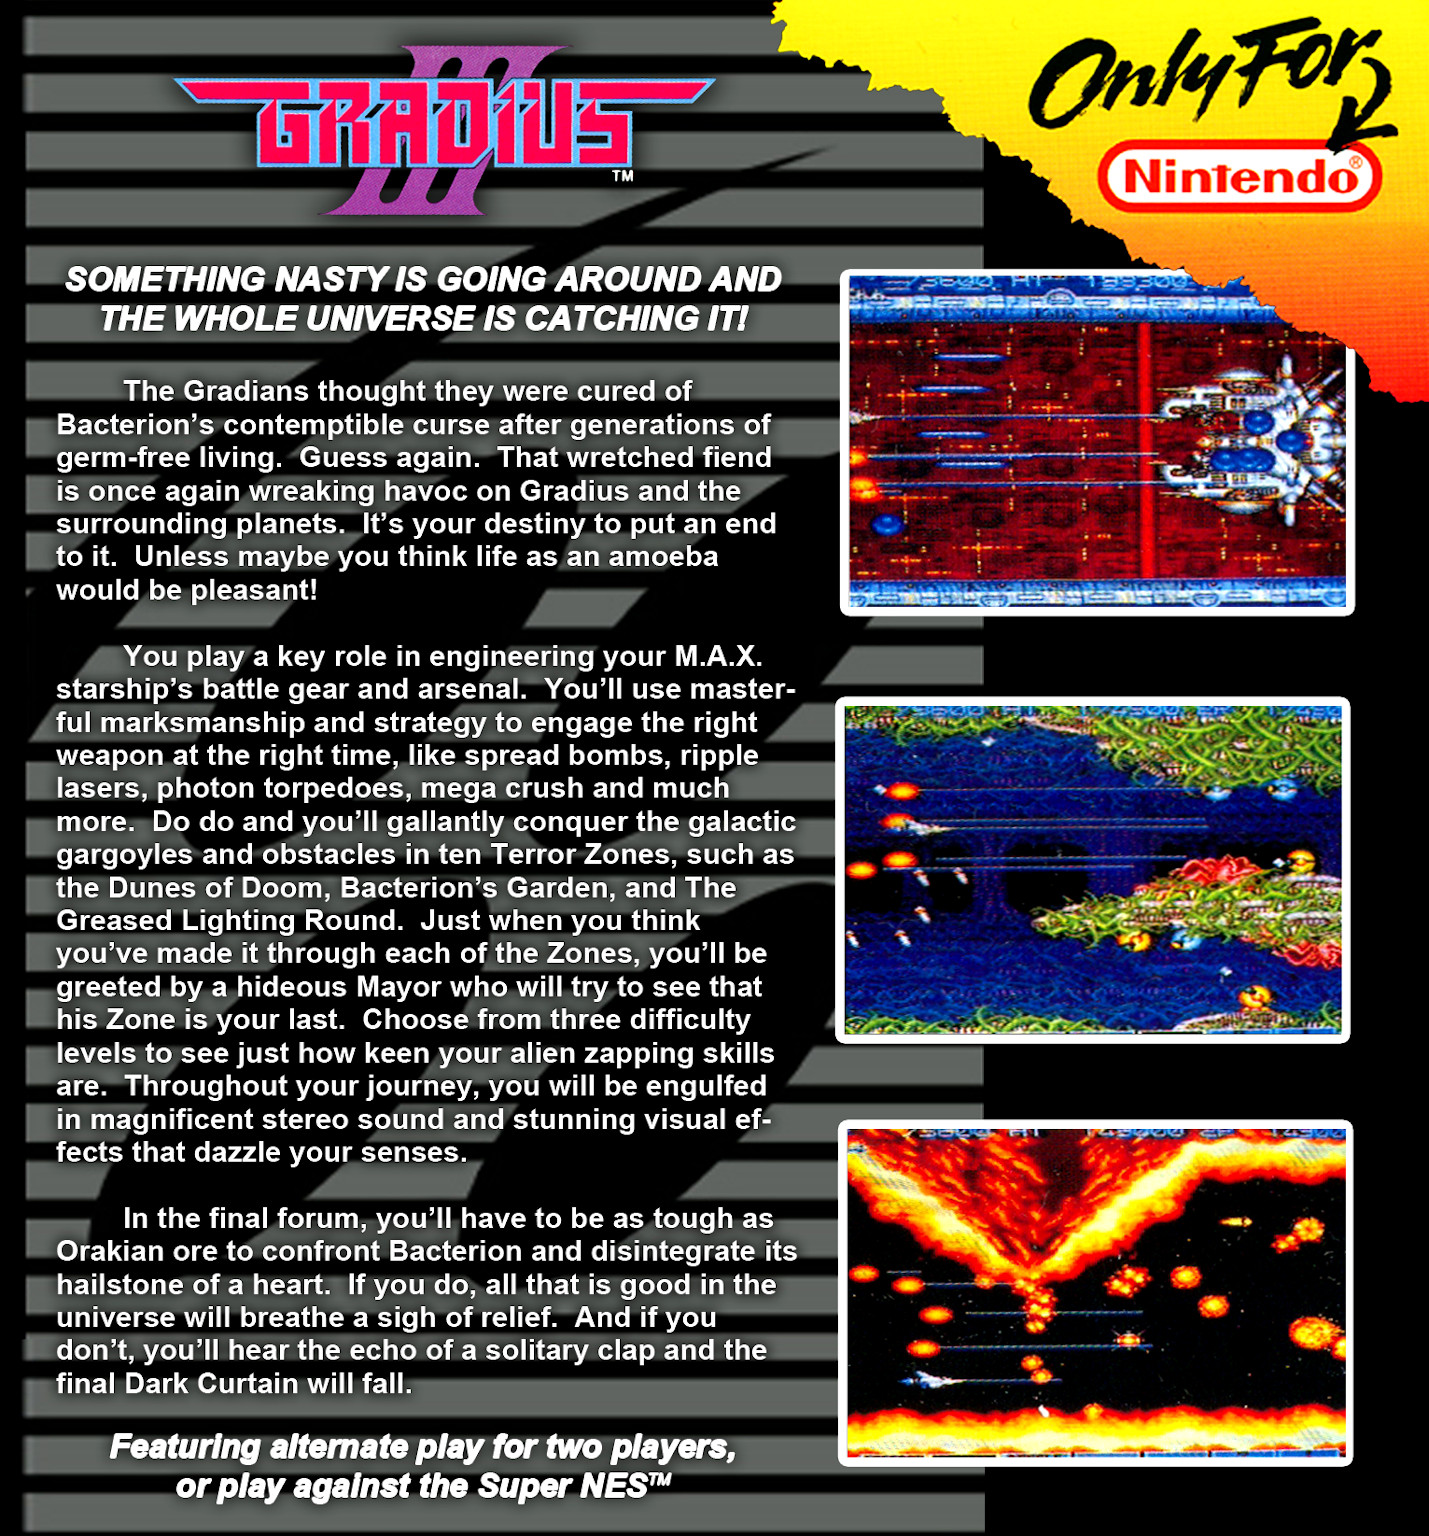 III
GRADIUS
TM
Only For
Nintendo®
SOMETHING NASTY IS GOING AROUND AND
THE WHOLE UNIVERSE IS CATCHING IT!
The Gradians thought they were cured of
Bacterion’s contemptible curse after generations of
germ-free living.  Guess again.  That wretched fiend
is once again wreaking havoc on Gradius and the
surrounding planets.  It’s your destiny to put an end
to it.  Unless maybe you think life as an amoeba
would be pleasant!
You play a key role in engineering your M.A.X.
starship’s battle gear and arsenal.  You’ll use master-
ful marksmanship and strategy to engage the right
weapon at the right time, like spread bombs, ripple
lasers, photon torpedoes, mega crush and much
more.  Do do and you’ll gallantly conquer the galactic
gargoyles and obstacles in ten Terror Zones, such as
the Dunes of Doom, Bacterion’s Garden, and The
Greased Lighting Round.  Just when you think
you’ve made it through each of the Zones, you’ll be
greeted by a hideous Mayor who will try to see that
his Zone is your last.  Choose from three difficulty
levels to see just how keen your alien zapping skills
are.  Throughout your journey, you will be engulfed
in magnificent stereo sound and stunning visual ef-
fects that dazzle your senses.
In the final forum, you’ll have to be as tough as
Orakian ore to confront Bacterion and disintegrate its
hailstone of a heart.  If you do, all that is good in the
universe will breathe a sigh of relief.  And if you
don’t, you’ll hear the echo of a solitary clap and the
final Dark Curtain will fall.
Featuring alternate play for two players,
or play against the Super NES™